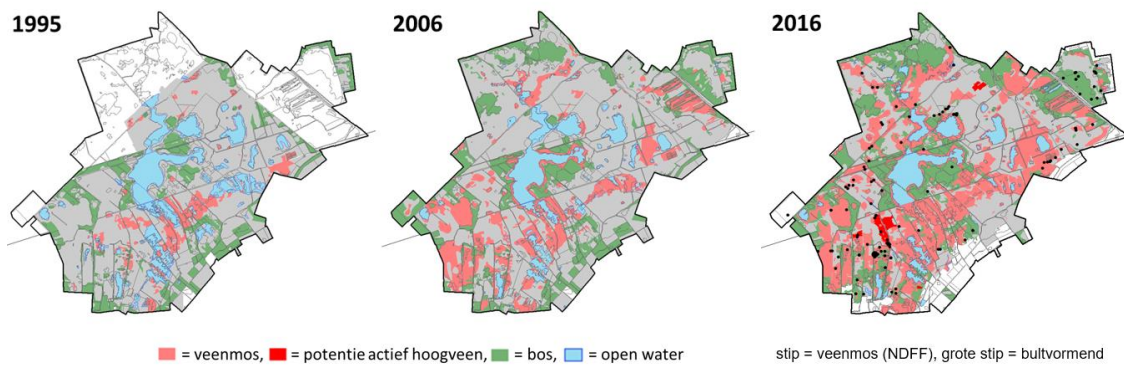 1995
2006
2016
= veenmos, = potentie actief hoogveen, = bos, = open water
stip = veenmos (NDFF), grote stip = bultvormend